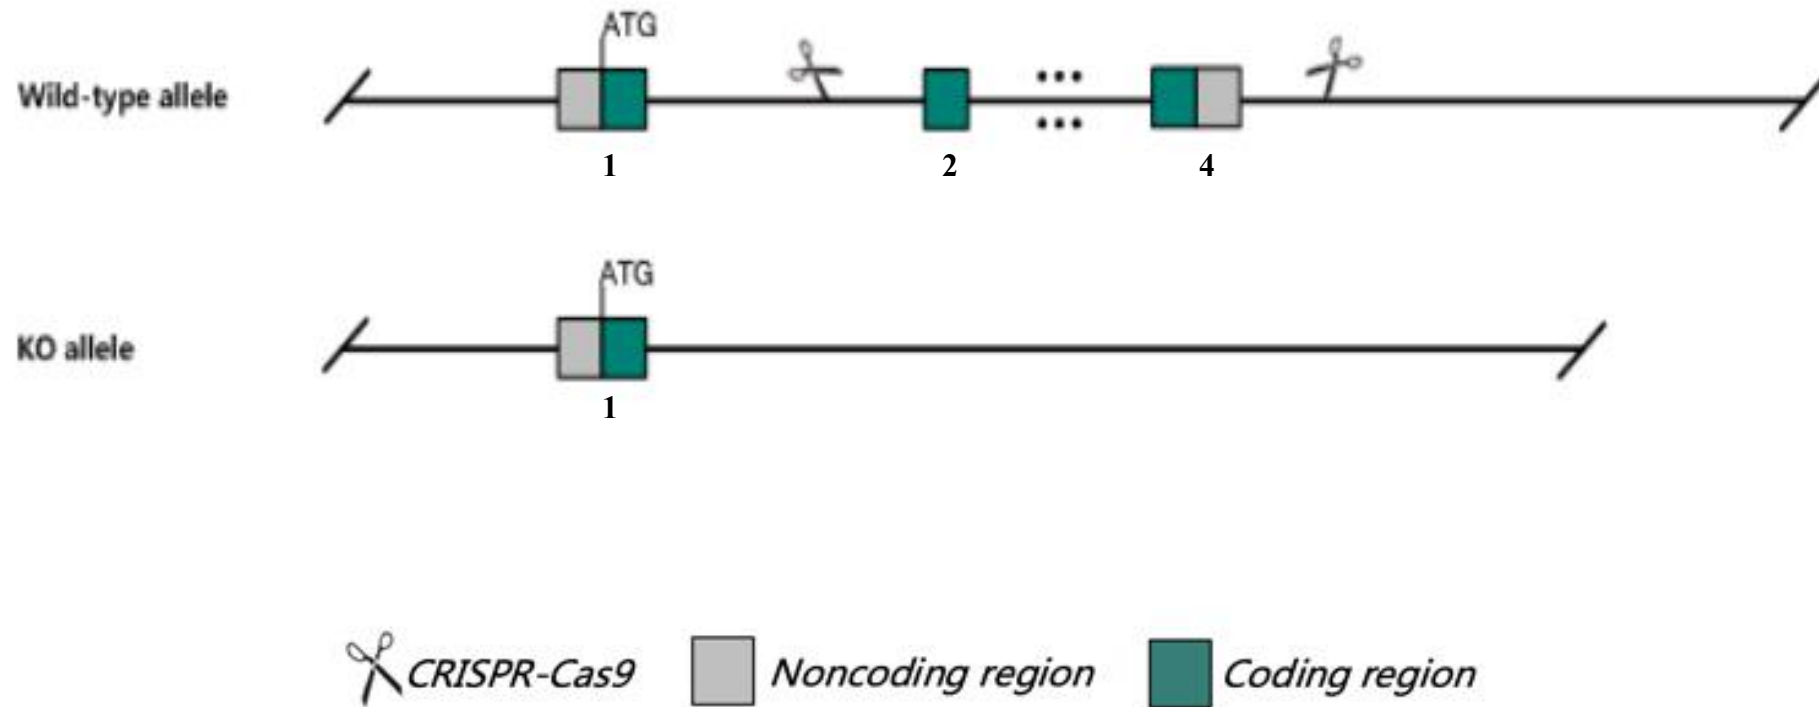 ATG
Wild-type allele
••• •••
1 2 4
ATG
KO allele
1
CRISPR-Cas9 Noncoding region Coding region